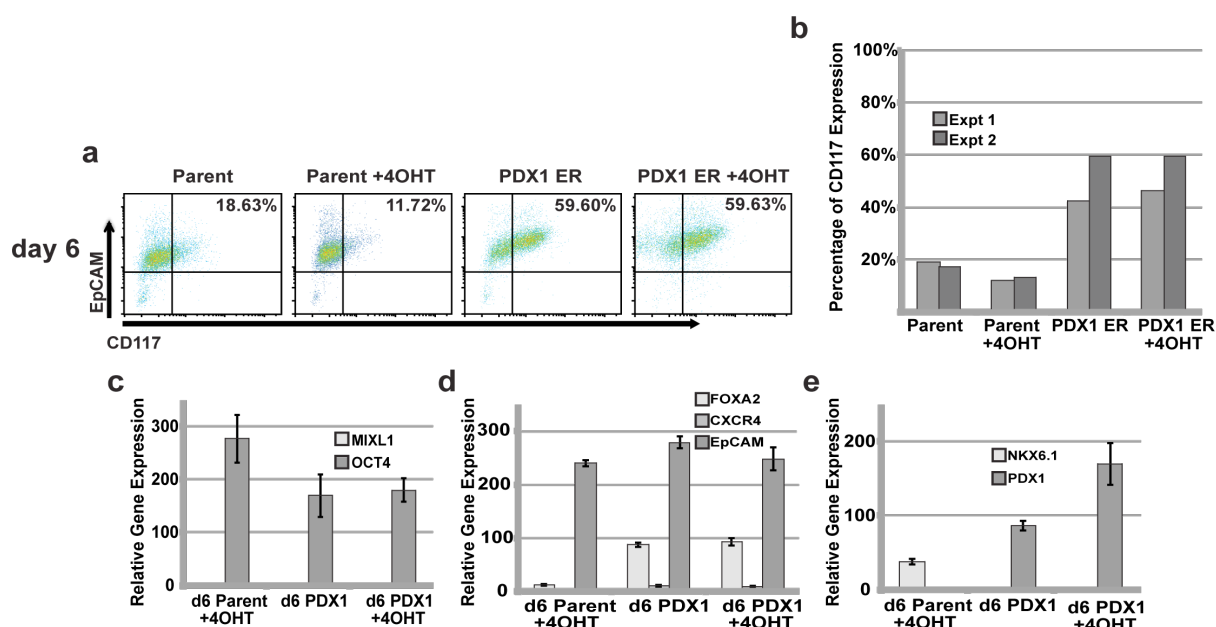 a
Parent
Parent +4OHT
PDX1 ER
PDX1 ER +4OHT
18.63%
11.72%
59.60%
59.63%
day 6
EpCAM
CD117
b
Percentage of CD117 Expression
100%
80%
60%
40%
20%
Expt 1
Expt 2
Parent
Parent +4OHT
PDX1 ER
PDX1 ER +4OHT
c
Relative Gene Expression
300
200
100
0
MIXL1
OCT4
d6 Parent +4OHT
d6 PDX1
d6 PDX1 +4OHT
d
Relative Gene Expression
300
200
100
0
FOXA2
CXCR4
EpCAM
d6 Parent +4OHT
d6 PDX1
d6 PDX1 +4OHT
e
Relative Gene Expression
200
100
0
NKX6.1
PDX1
d6 Parent +4OHT
d6 PDX1
d6 PDX1 +4OHT